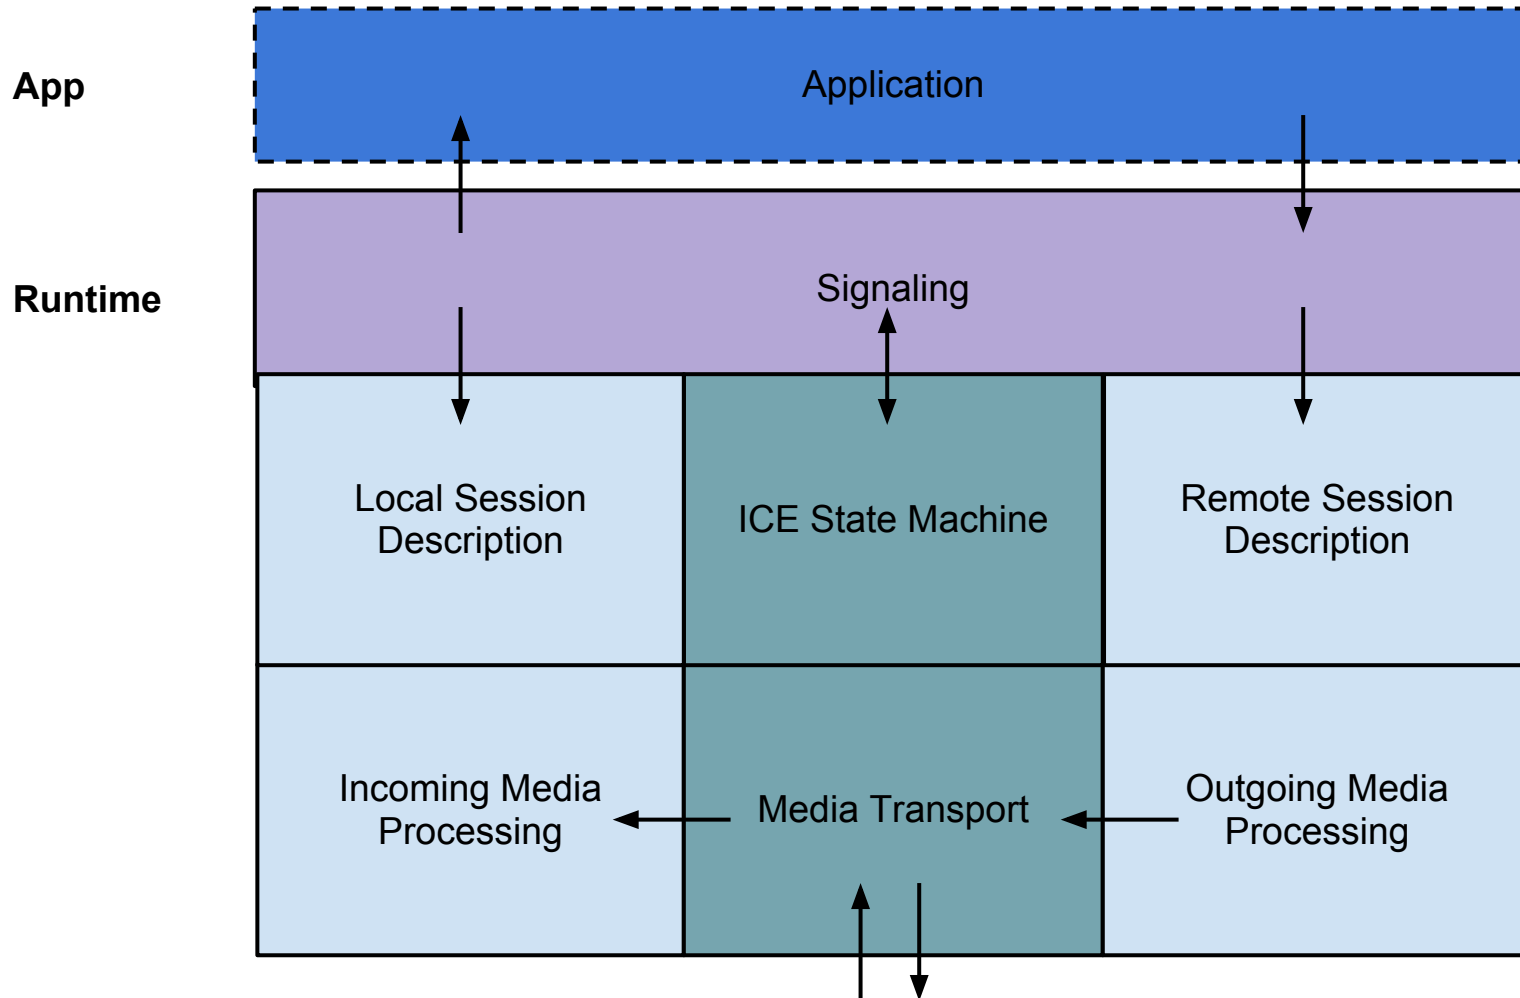 App
Application
Runtime
Signaling
Local Session
Description
ICE State Machine
Remote Session
Description
Incoming Media
Processing
Media Transport
Outgoing Media
Processing